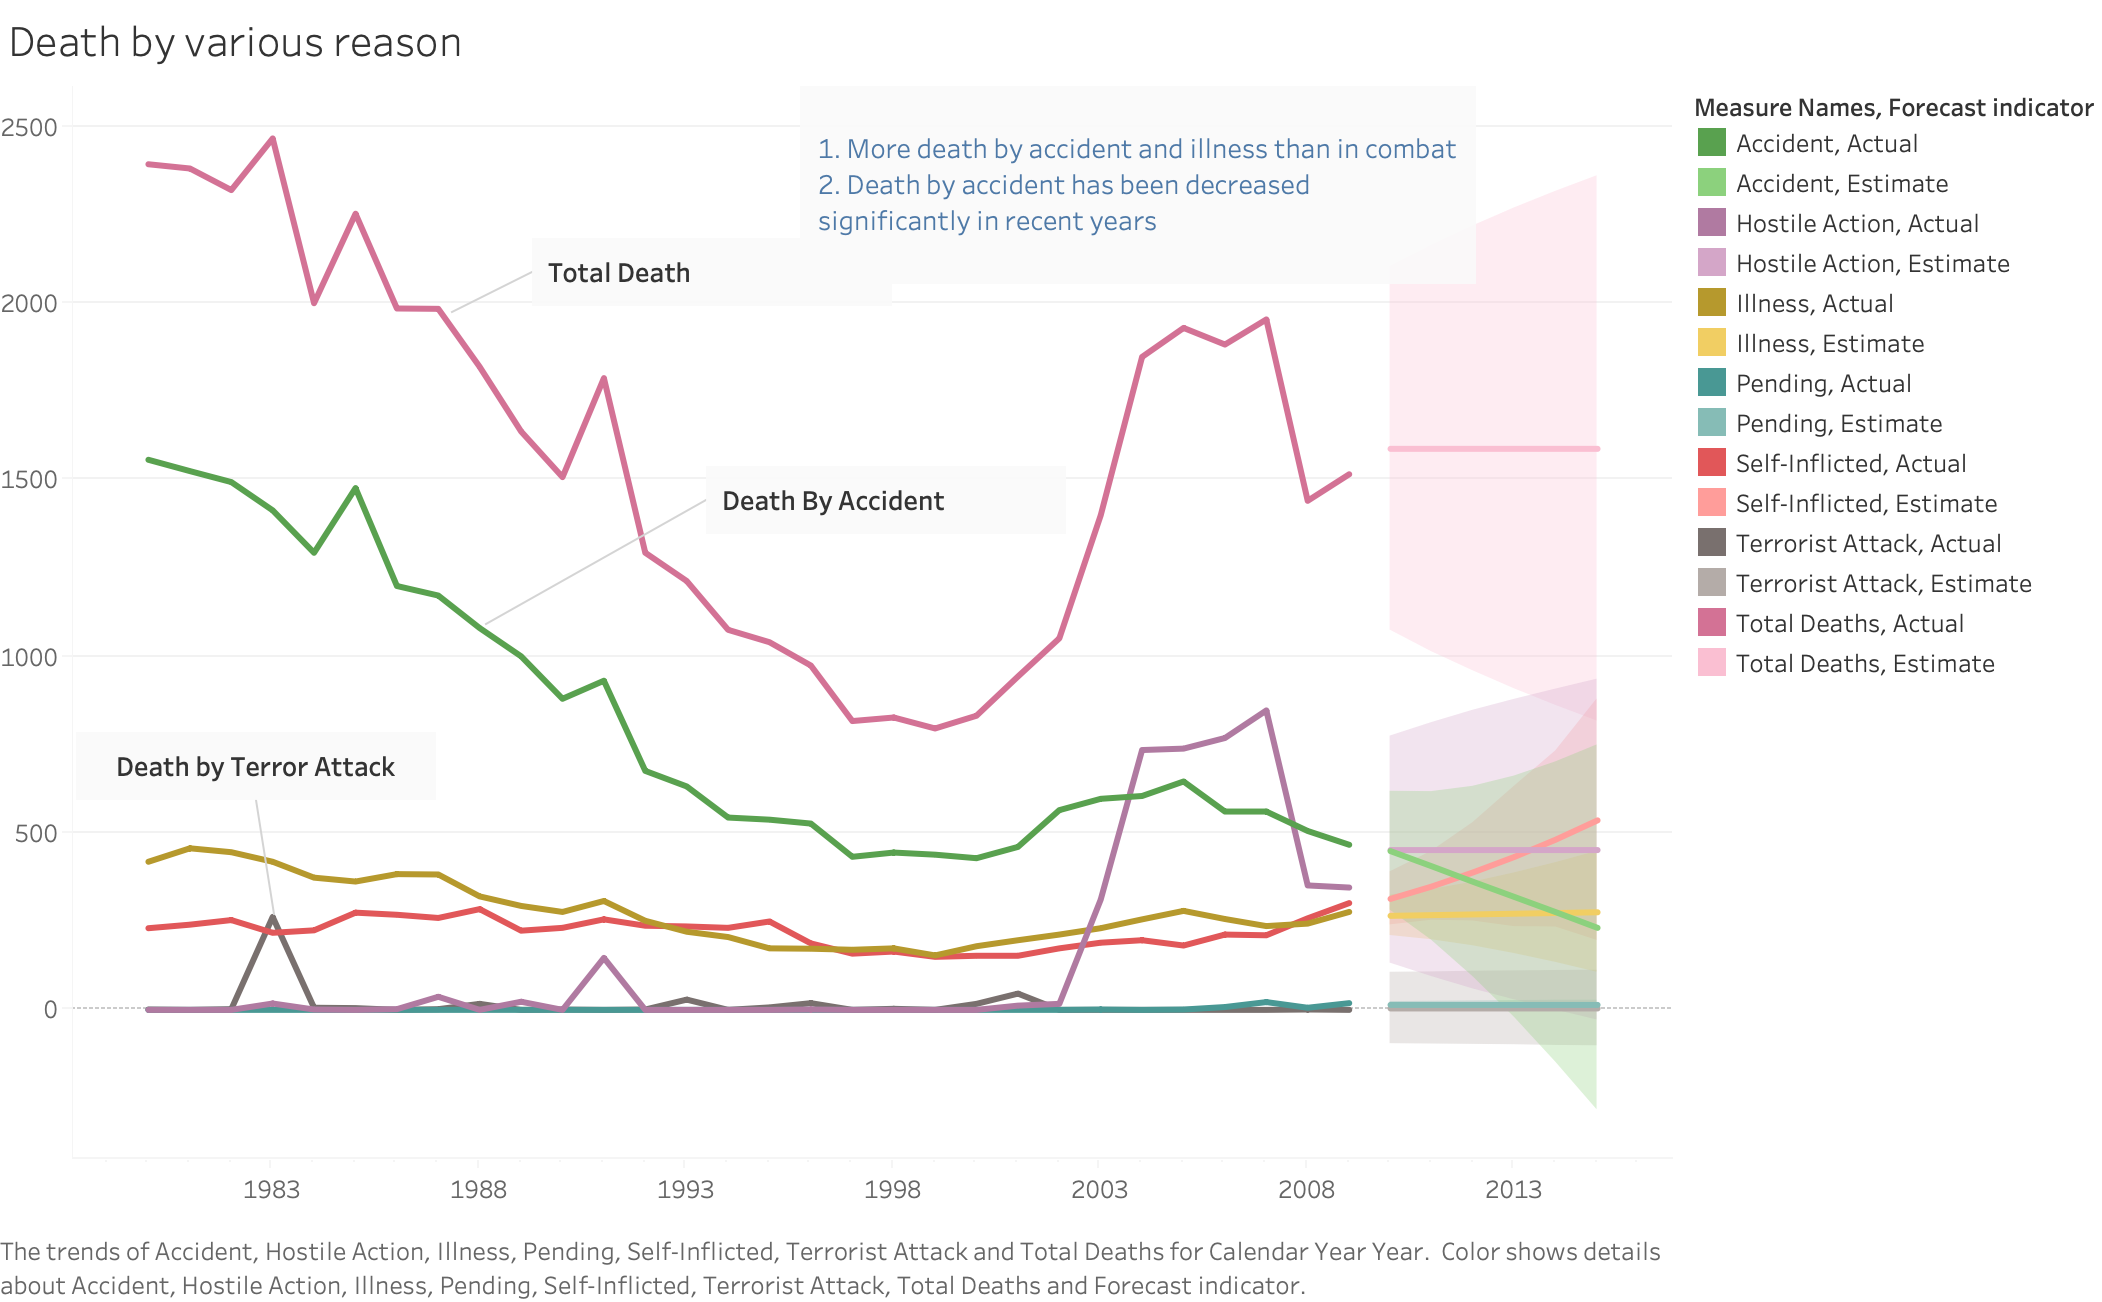 Death by various reason
2500
2000
1500
1000
500
0
1. More death by accident and illness than in combat
2. Death by accident has been decreased
significantly in recent years
Total Death
Death By Accident
Death by Terror Attack
1983
1988
1993
1998
2003
2008
2013
Measure Names, Forecast indicator
Accident, Actual
Accident, Estimate
Hostile Action, Actual
Hostile Action, Estimate
Illness, Actual
Illness, Estimate
Pending, Actual
Pending, Estimate
Self-Inflicted, Actual
Self-Inflicted, Estimate
Terrorist Attack, Actual
Terrorist Attack, Estimate
Total Deaths, Actual
Total Deaths, Estimate
The trends of Accident, Hostile Action, Illness, Pending, Self-Inflicted, Terrorist Attack and Total Deaths for Calendar Year Year.  Color shows details
about Accident, Hostile Action, Illness, Pending, Self-Inflicted, Terrorist Attack, Total Deaths and Forecast indicator.